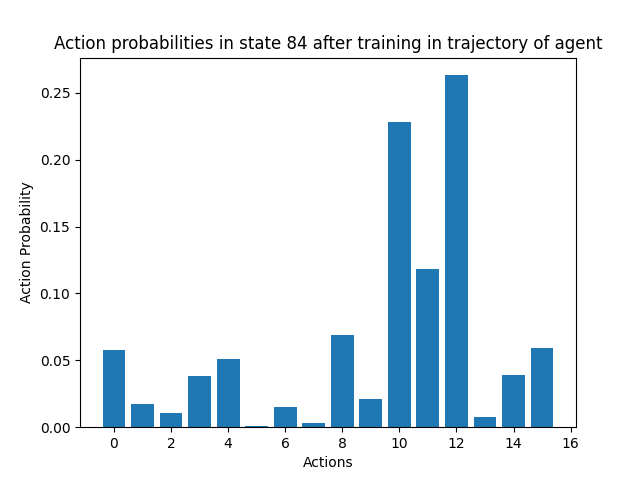 Action probabilities in state 84 after training in trajectory of agent
Action Probability
0.25
0.20
0.15
0.10
0.05
0.00
0 2 4 6 8 10 12 14 16
Actions